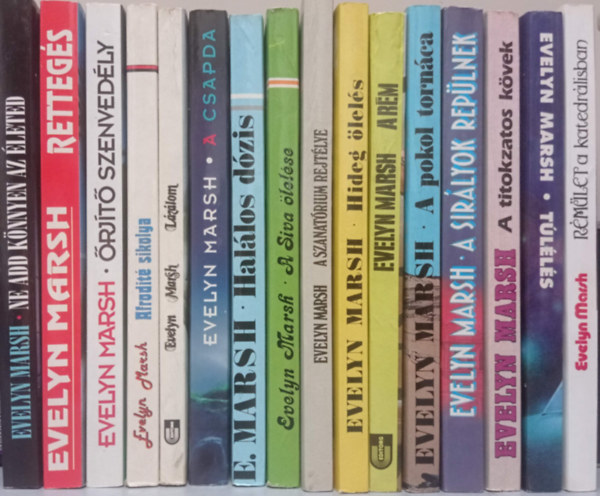 EVELYN MARSH · NE ADD KÖNNYEN AZ ÉLETED
EVELYN MARSH RETTEGÉS
EVELYN MARSH · ŐRJÍTŐ SZENVEDÉLY
Evelyn Marsh Afrodité sikolya
Evelyn Marsh Lázálom
EVELYN MARSH · A CSAPDA
E. MARSH · Halálos dózis
Evelyn Marsh · A Siva ölelése
EVELYN MARSH A SZANATÓRIUM REJTÉLYE
EVELYN MARSH · Hideg ölelés
EVELYN MARSH A RÉM
EVELYN MARSH · A pokol tornáca
EVELYN MARSH · A SIRÁLYOK REPÜLNEK
EVELYN MARSH A titokzatos kövek
EVELYN MARSH · TÚLÉLÉS
Evelyn Marsh RÉMÜLET a katedrálisban